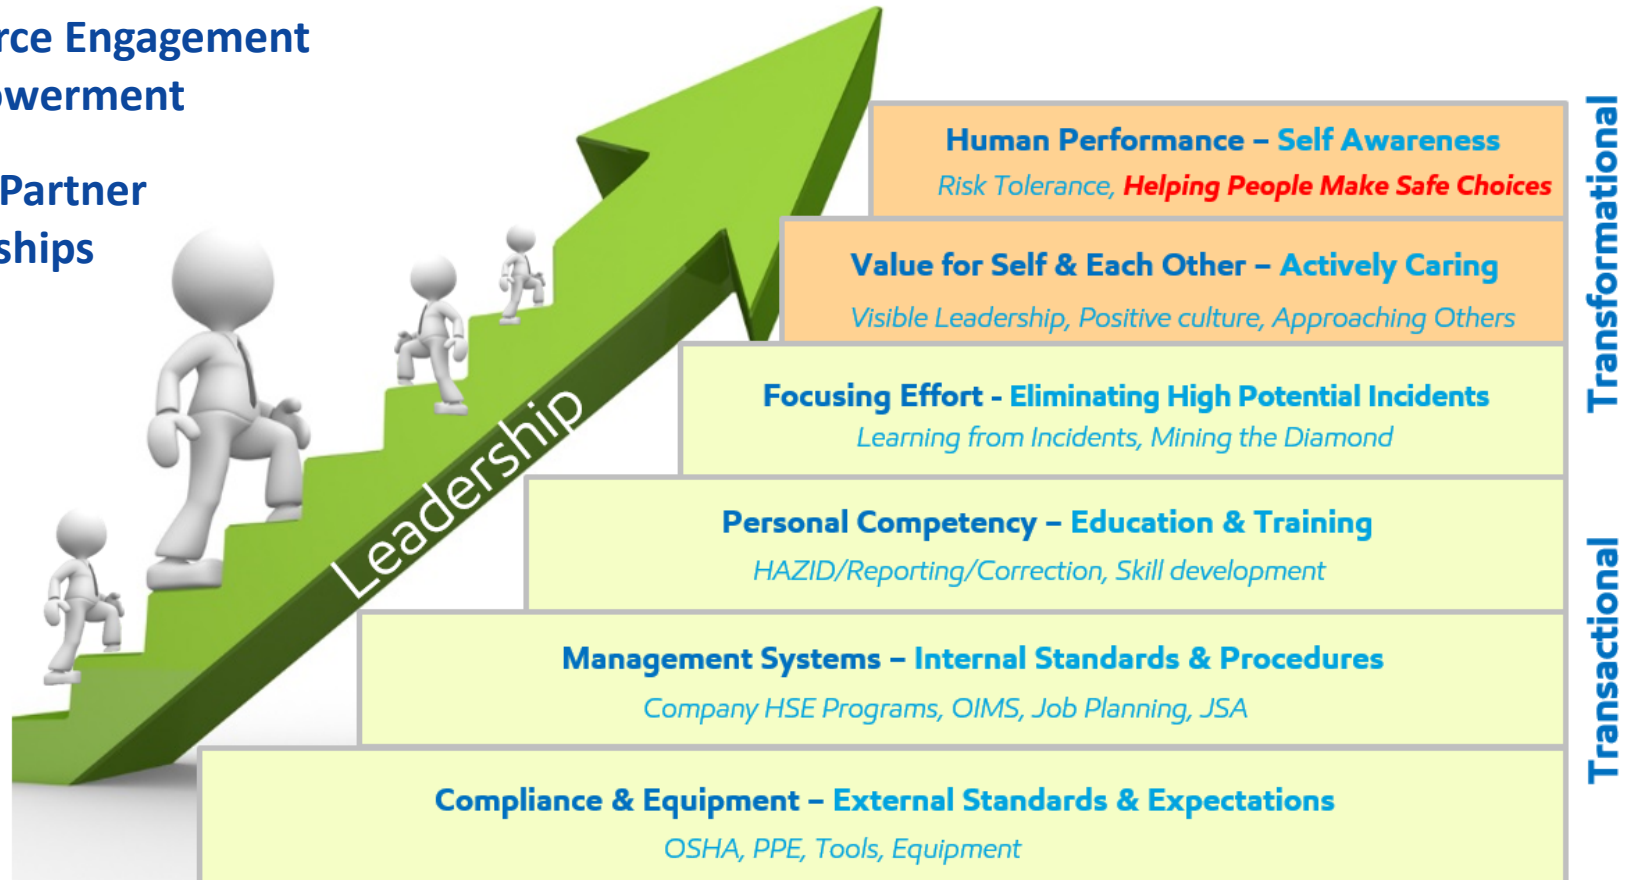 rce Engagement
owerment
Partner
ships
Leadership
Human Performance – Self Awareness
Risk Tolerance, Helping People Make Safe Choices
Value for Self & Each Other – Actively Caring
Visible Leadership, Positive culture, Approaching Others
Focusing Effort - Eliminating High Potential Incidents
Learning from Incidents, Mining the Diamond
Personal Competency – Education & Training
HAZID/Reporting/Correction, Skill development
Management Systems – Internal Standards & Procedures
Company HSE Programs, OIMS, Job Planning, JSA
Compliance & Equipment – External Standards & Expectations
OSHA, PPE, Tools, Equipment
Transformational
Transactional